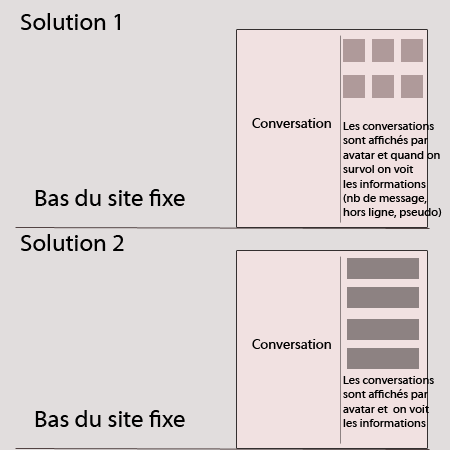 Solution 1
Conversation
Les conversations
sont affichés par
avatar et quand on
survol on voit
les informations
(nb de message,
hors ligne, pseudo)
Bas du site fixe
Solution 2
Conversation
Les conversations
sont affichés par
avatar et on voit
les informations
Bas du site fixe